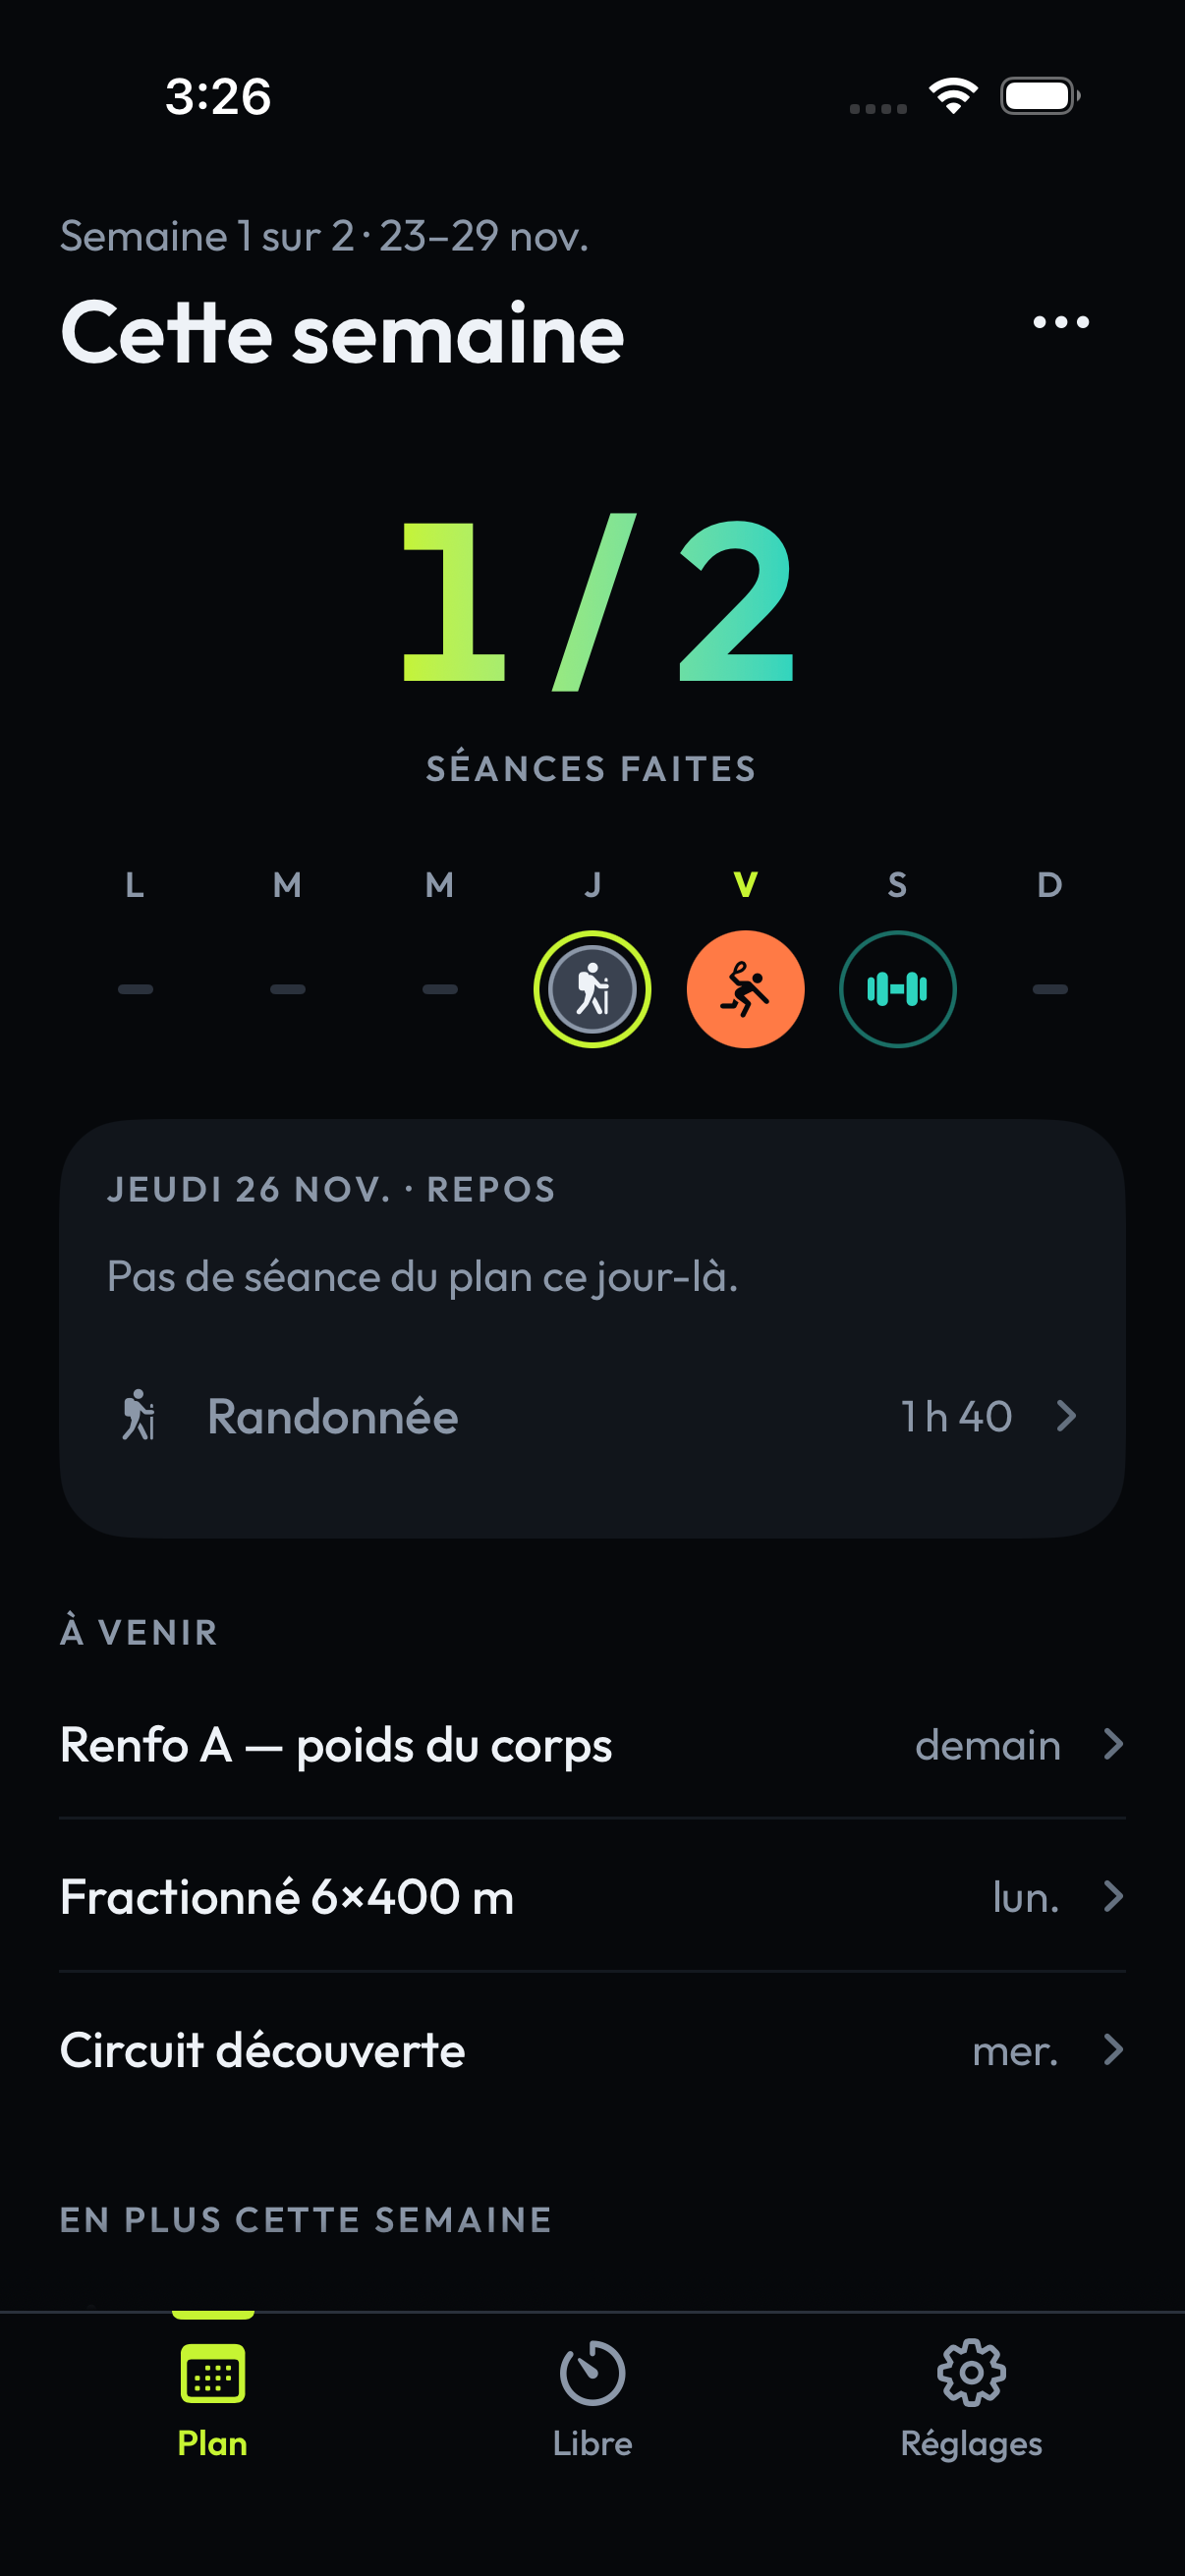 3:26
Semaine 1 sur 2 · 23–29 nov.
Cette semaine
1/2
SÉANCES FAITES
L M M J V S D
JEUDI 26 NOV. · REPOS
Pas de séance du plan ce jour-là.
Randonnée 1 h 40
À VENIR
Renfo A — poids du corps demain
Fractionné 6×400 m lun.
Circuit découverte mer.
EN PLUS CETTE SEMAINE
Plan Libre Réglages